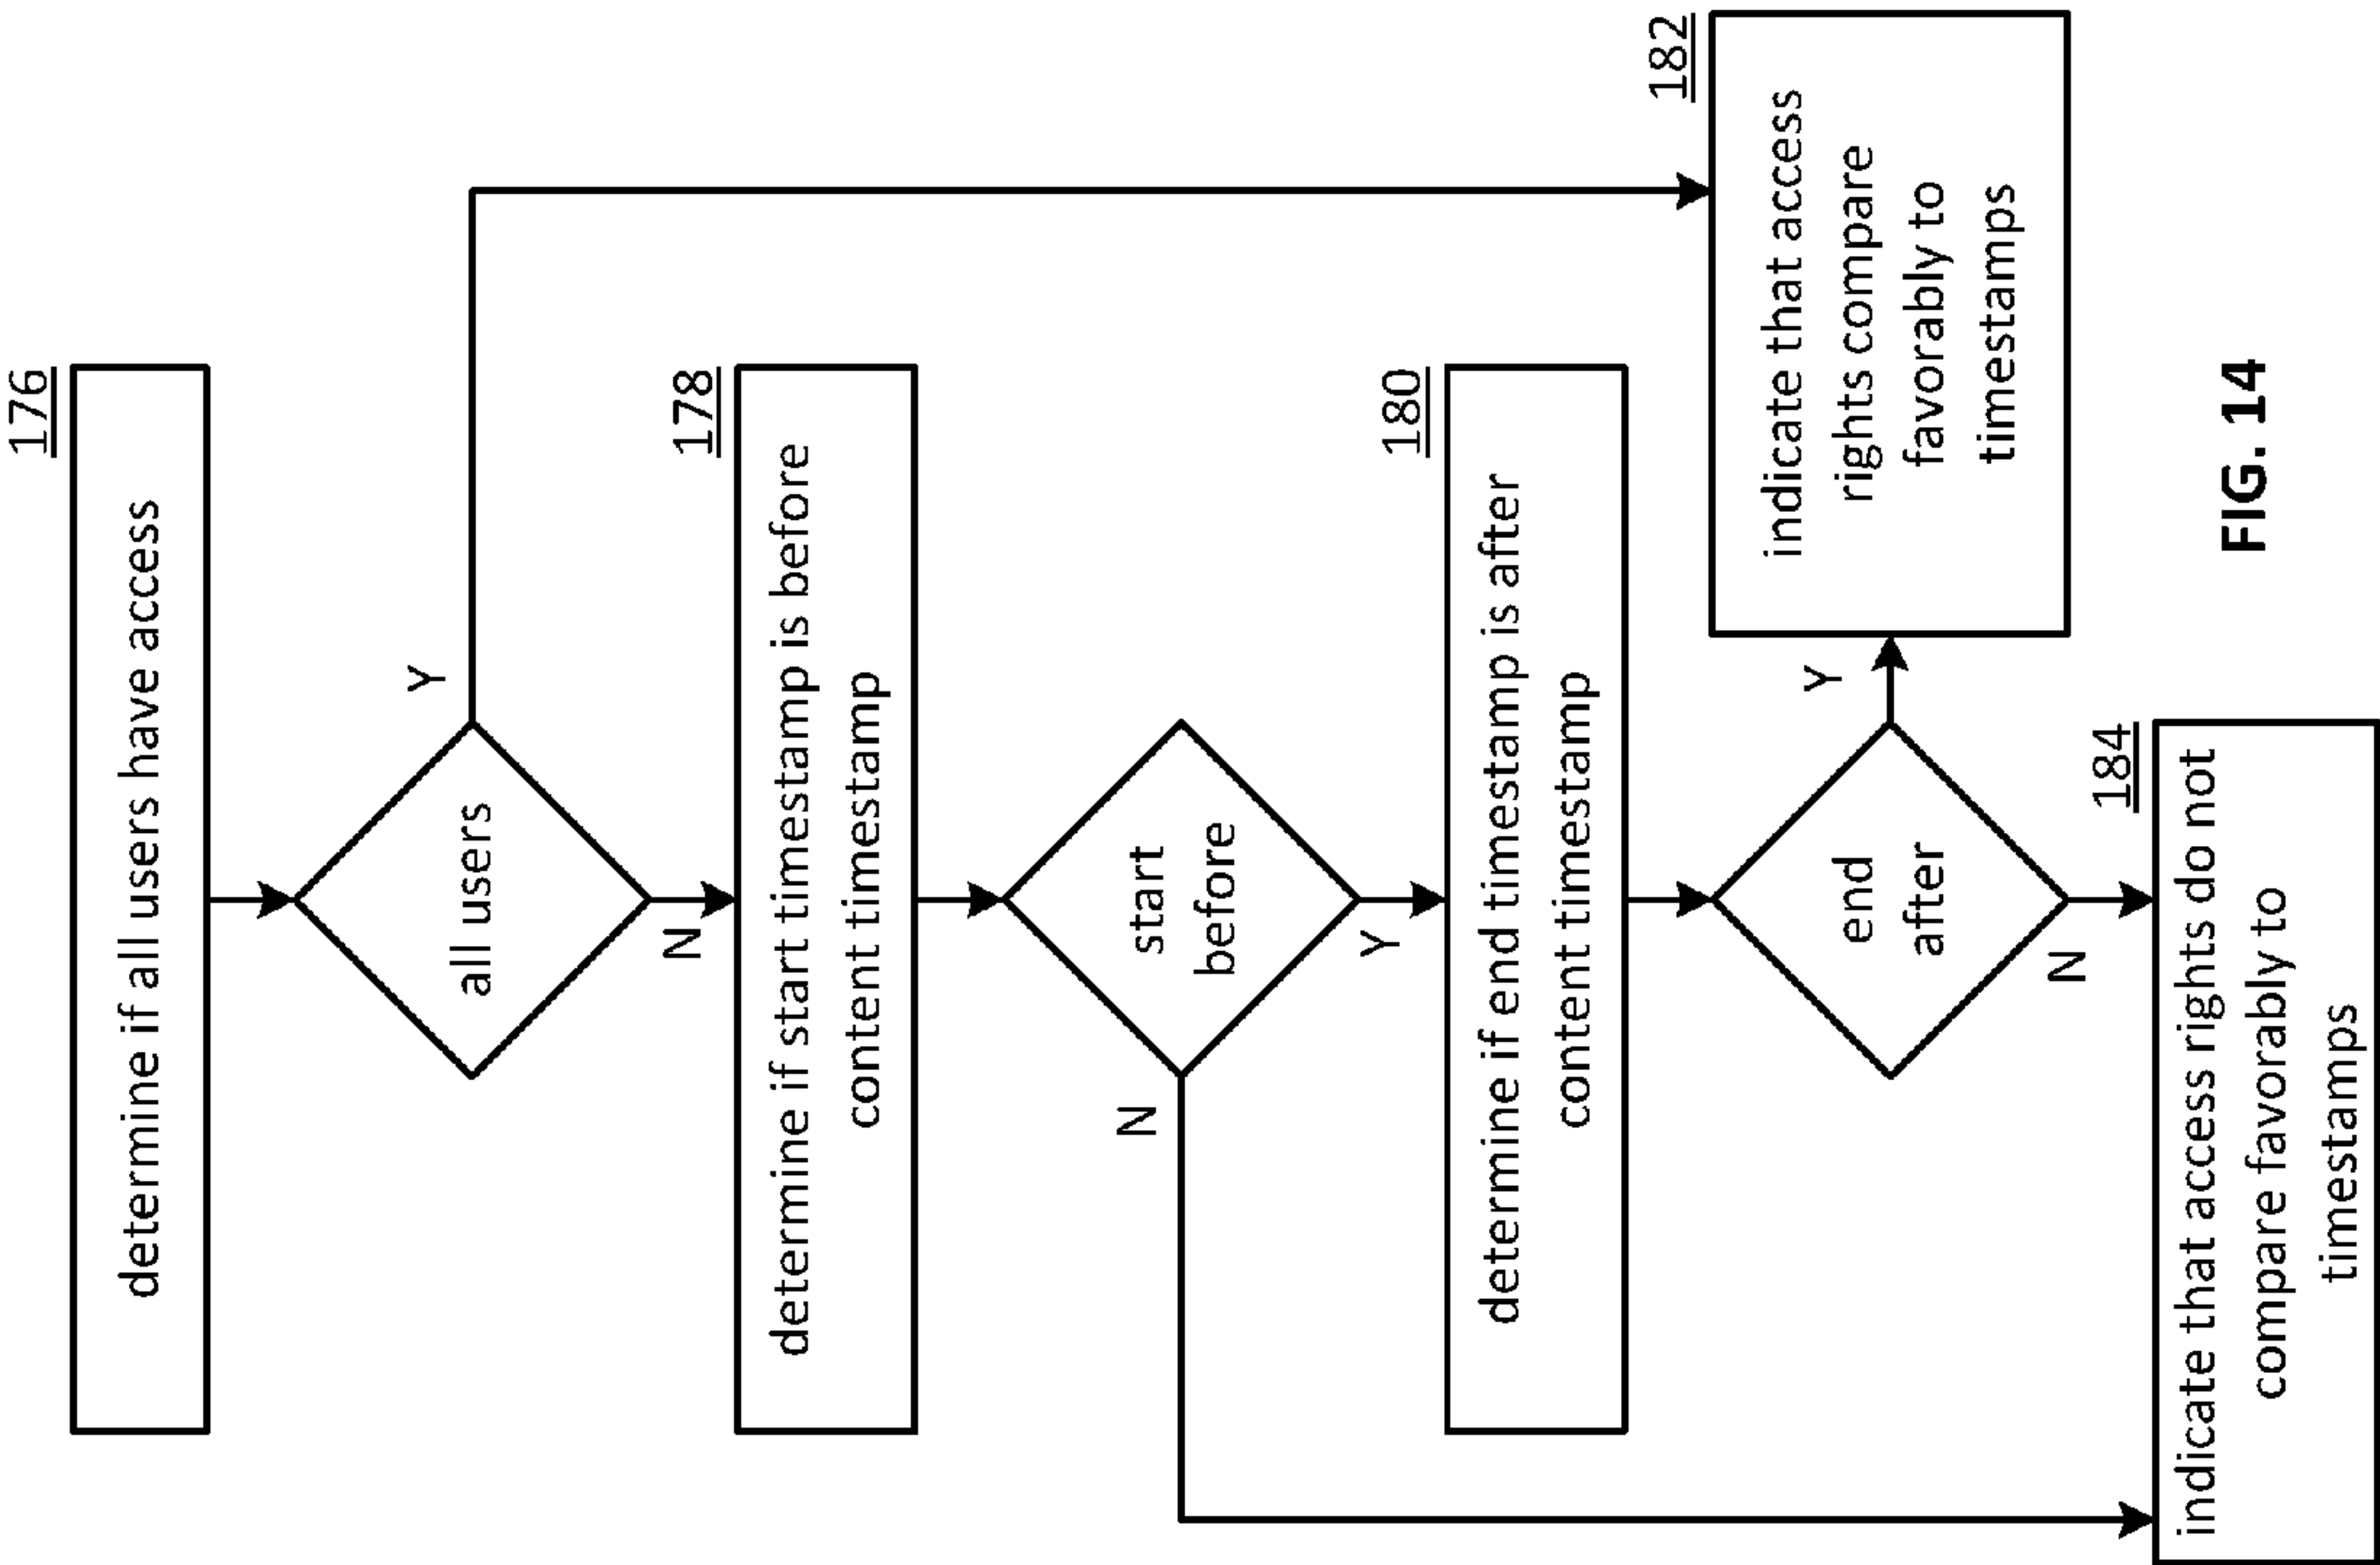 176
determine if all users have access
all users
Y
N
178
determine if start timestamp is before
content timestamp
start
before
N
Y
180
determine if end timestamp is after
content timestamp
end
after
Y
N
182
indicate that access
rights compare
favorably to
timestamps
184
indicate that access rights do not
compare favorably to
timestamps
FIG. 14